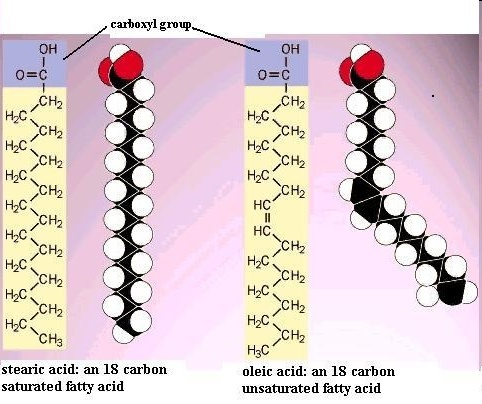 carboxyl group
OH
O=C
CH₂
H₂C
CH₂
H₂C
CH₂
H₂C
CH₂
H₂C
CH₂
H₂C
CH₂
H₂C
CH₂
H₂C
CH₂
H₂C
CH₃
stearic acid: an 18 carbon
saturated fatty acid
OH
O=C
CH₂
H₂C
CH₂
H₂C
CH₂
H₂C
CH₂
HC
HC
CH₂
H₂C
CH₂
H₂C
CH₂
H₂C
CH₂
H₃C
oleic acid: an 18 carbon
unsaturated fatty acid